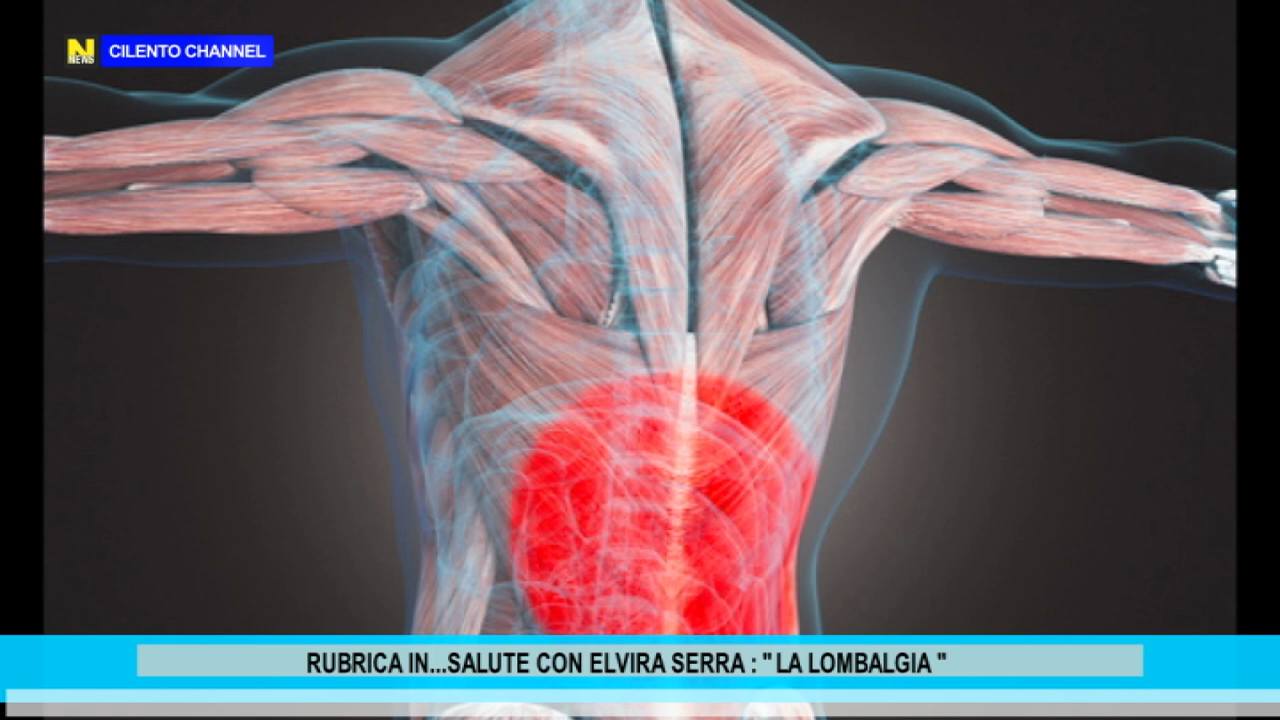 N
NEWS
CILENTO CHANNEL
RUBRICA IN...SALUTE CON ELVIRA SERRA : " LA LOMBALGIA "